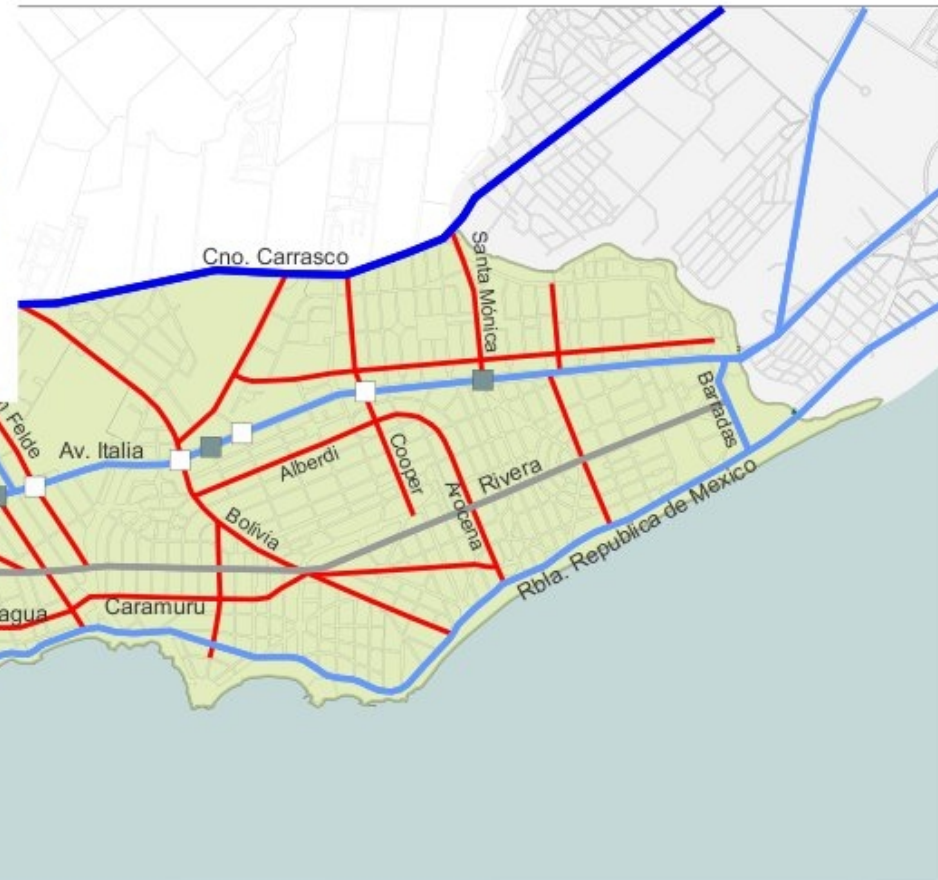 Cno. Carrasco
Santa Mónica
Felde
Av. Italia
Barradas
Alberdi
Cooper
Rivera
Arocena
Bolivia
Rbla. Republica de Mexico
Caramuru
agua